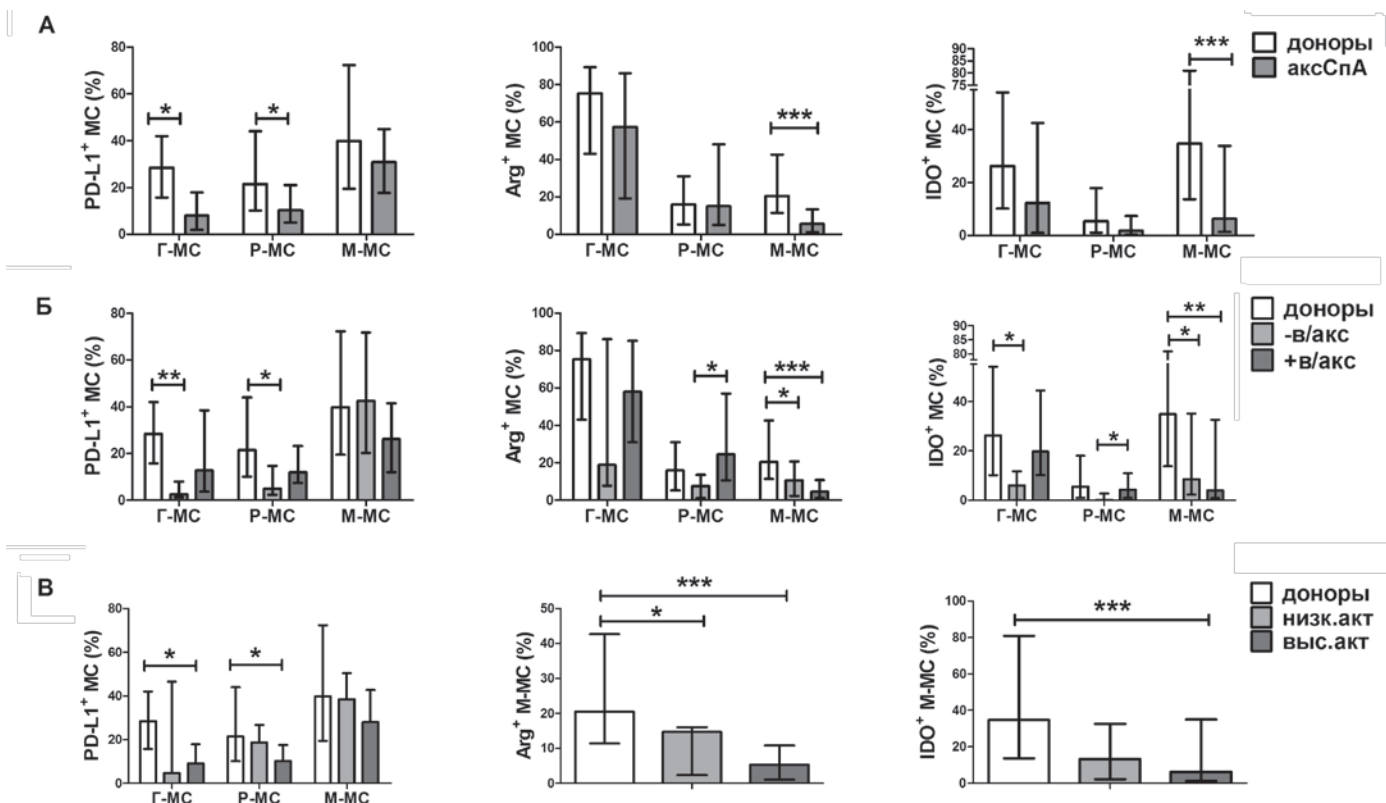 А
PD-L1+ МС (%)
80
60
40
20
0
*
*
Г-МС Р-МС М-МС
Arg+ МС (%)
100
80
60
40
20
0
***
Г-МС Р-МС М-МС
IDO+ МС (%)
90
85
80
75
40
20
0
***
Г-МС Р-МС М-МС
доноры
аксСпА
Б
PD-L1+ МС (%)
80
60
40
20
0
**
*
Г-МС Р-МС М-МС
Arg+ МС (%)
100
80
60
40
20
0
*
***
*
Г-МС Р-МС М-МС
IDO+ МС (%)
90
85
80
40
20
0
*
*
**
*
Г-МС Р-МС М-МС
доноры
-в/акс
+в/акс
В
PD-L1+ МС (%)
80
60
40
20
0
*
*
Г-МС Р-МС М-МС
Arg+ М-МС (%)
50
40
30
20
10
0
***
*
IDO+ М-МС (%)
100
80
60
40
20
0
***
доноры
низк.акт
выс.акт